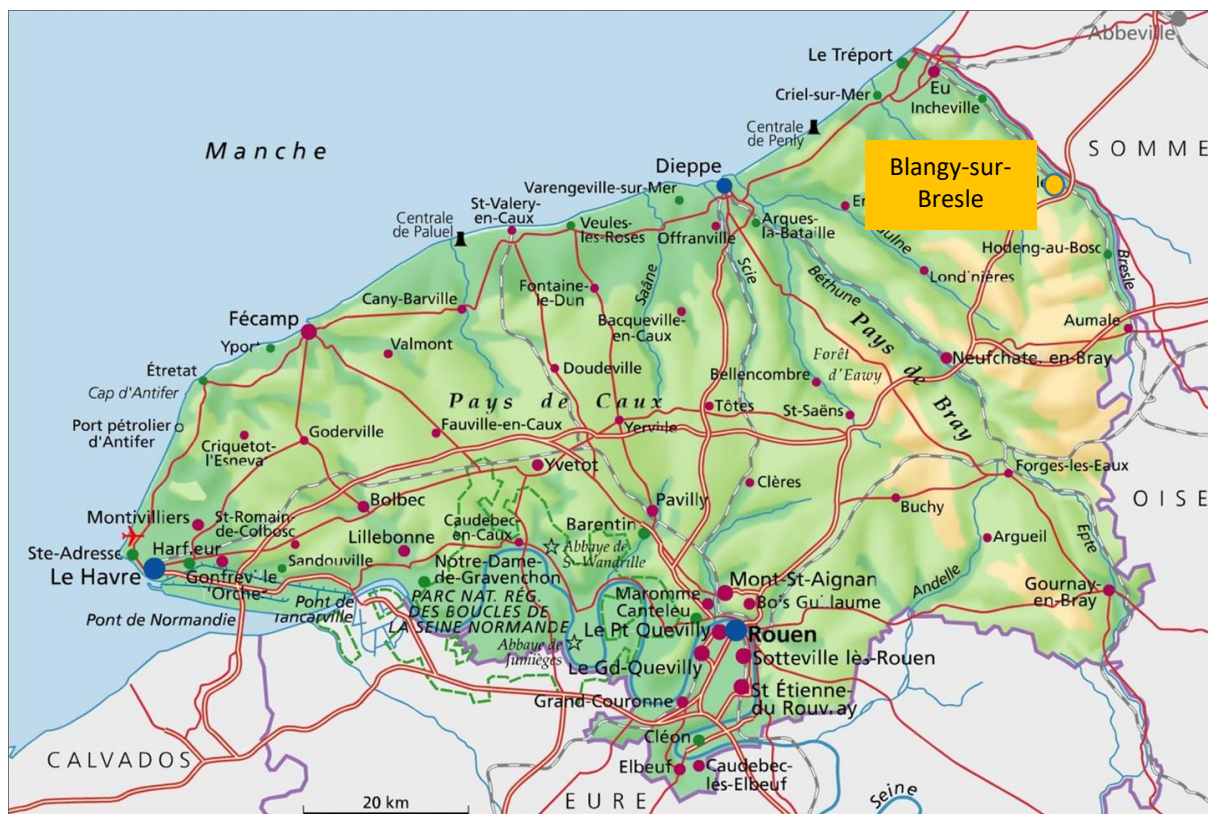 Abbeville
Le Tréport
Eu
Criel-sur-Mer
Incheville
Centrale
de Penly
SOMME
Manche
Blangy-sur-
Bresle
Dieppe
Varengeville-sur-Mer
St-Valery-
en-Caux
Centrale
de Paluel
Veules-
les-Roses
Offranville
Arques-
la-Bataille
Hodeng-au-Bosc
Bresle
Londinières
Scie
Saâne
Béthune
Cany-Barville
Fontaine-
le-Dun
Bacqueville-
en-Caux
Pays de Bray
Aumale
Fécamp
Yport
Valmont
Neufchate. en-Bray
Étretat
Cap d'Antifer
Doudeville
Bellencombre
Forêt
d'Eawy
Pays de Caux
Tôtes
St-Saëns
Port pétrolier
d'Antifer
Criquetot-
l'Esneva
Goderville
Fauville-en-Caux
Yerville
Yvetot
Clères
Forges-les-Eaux
Bolbec
Pavilly
Buchy
OISE
Montivilliers
St-Romain-
de-Colbosc
Caudebec-
en-Caux
Barentin
Lillebonne
Argueil
Epte
Ste-Adresse
Harfleur
Sandouville
Abbaye de
St-Wandrille
Le Havre
Gonfreville
l'Orche
Notre-Dame-
de-Gravenchon
Mont-St-Aignan
Andelle
Gournay-
en-Bray
Pont de Normandie
Pont de
Tancarville
PARC NAT. RÉG.
DES BOUCLES DE
LA SEINE NORMANDE
Maromme
Canteleu
Bois Guillaume
Le Pt Quevilly
Rouen
Abbaye de
Jumièges
Le Gd-Quevilly
Sotteville lès-Rouen
Grand-Couronne
St Étienne-
du Rouvray
CALVADOS
Cléon
Elbeuf
Caudebec-
lès-Elbeuf
20 km
EURE
Seine